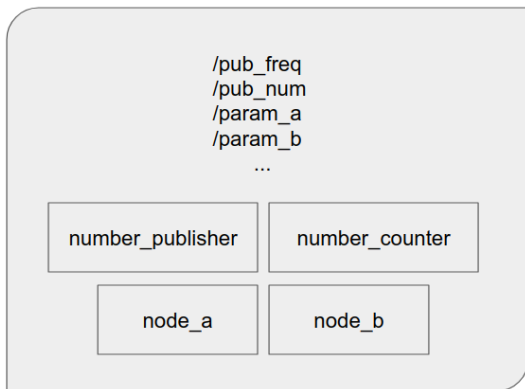 /pub_freq
/pub_num
/param_a
/param_b
...
number_publisher
number_counter
node_a
node_b